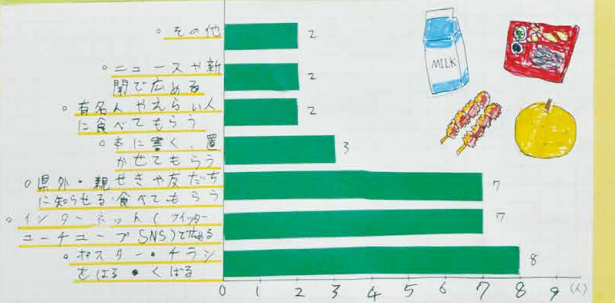 ○その他
2
○ニュースや新
聞で広める
2
○有名人やえらい人
に食べてもらう
2
○本に書く、置
かせてもらう
3
○県外・親せきや友だち
に知らせる・食べてもらう
7
○インターネット(ツイッター
ユーチューブSNS)で広める
7
○ポスター・チラシ
をはる・くばる
8
0 1 2 3 4 5 6 7 8 9 (人)
MILK